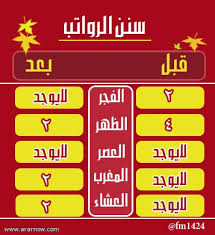 سنن الرواتب
قبل بعد
٢ الفجر لايوجد
٤ الظهر ٢
لايوجد العصر لايوجد
لايوجد المغرب ٢
لايوجد العشاء ٢
www.ararnow.com @fm1424